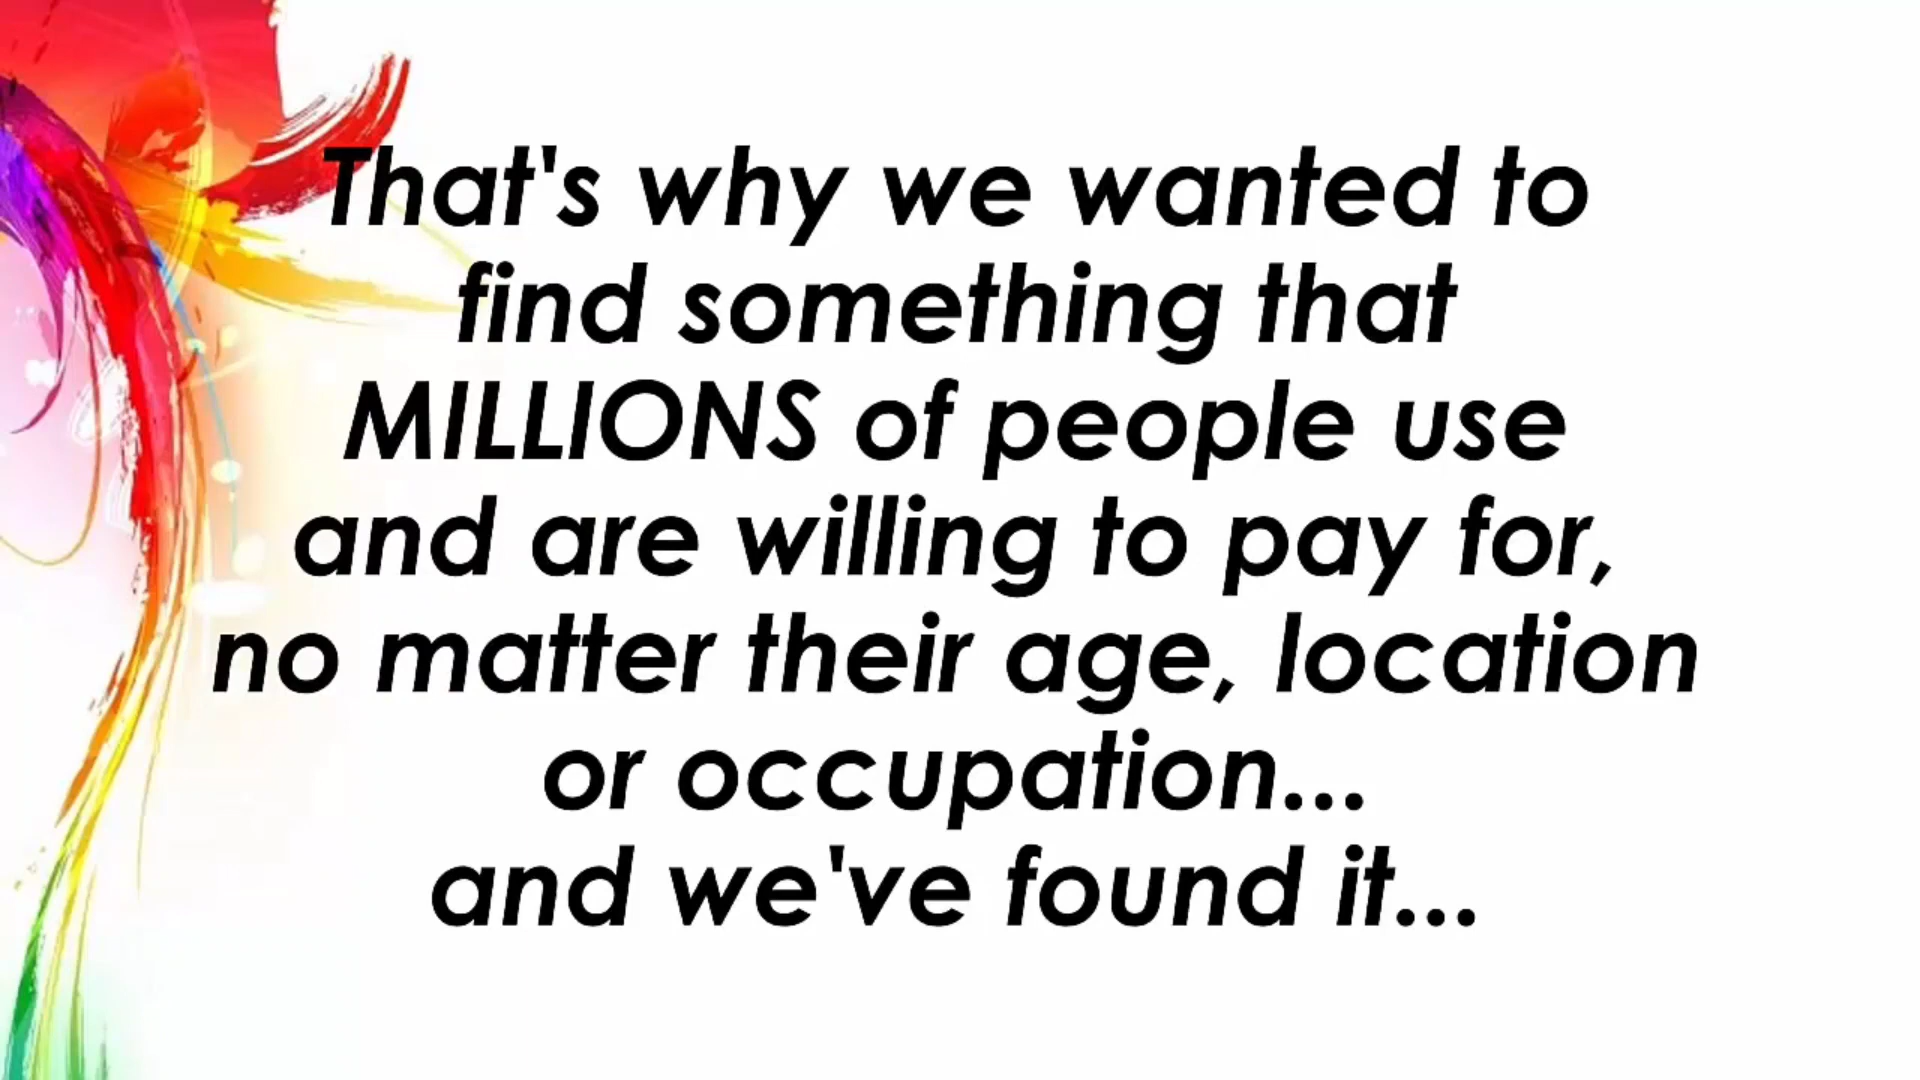 That's why we wanted to
find something that
MILLIONS of people use
and are willing to pay for,
no matter their age, location
or occupation...
and we've found it...